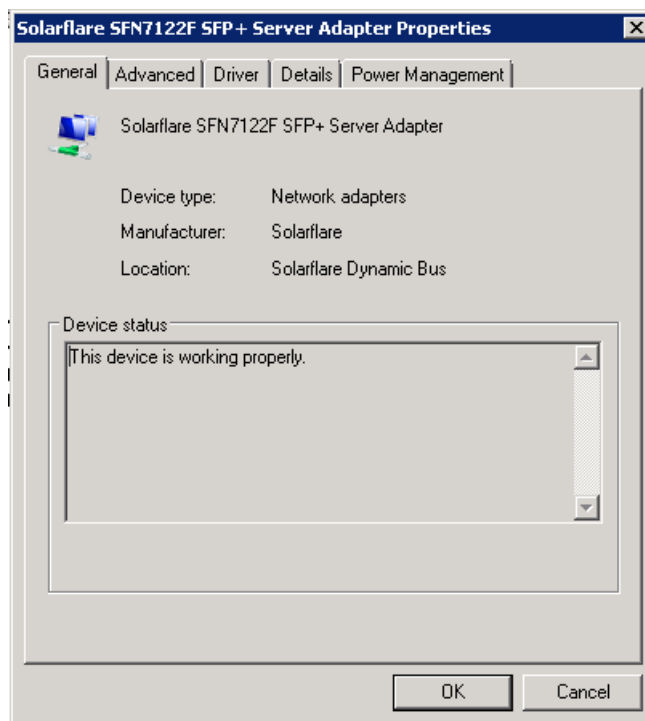 Solarflare SFN7122F SFP+ Server Adapter Properties
General Advanced Driver Details Power Management
Solarflare SFN7122F SFP+ Server Adapter
Device type: Network adapters
Manufacturer: Solarflare
Location: Solarflare Dynamic Bus
Device status
This device is working properly.
OK Cancel